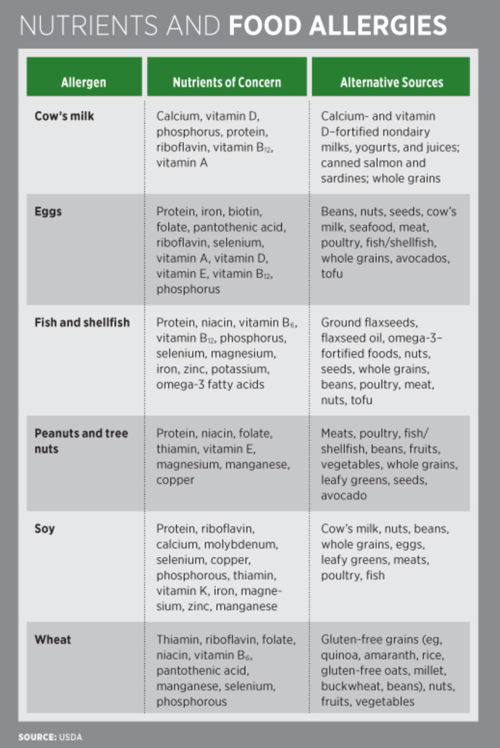 NUTRIENTS AND FOOD ALLERGIES
Allergen
Nutrients of Concern
Alternative Sources
Cow's milk
Calcium, vitamin D,
phosphorus, protein,
riboflavin, vitamin B₁₂,
vitamin A
Calcium- and vitamin
D–fortified nondairy
milks, yogurts, and juices;
canned salmon and
sardines; whole grains
Eggs
Protein, iron, biotin,
folate, pantothenic acid,
riboflavin, selenium,
vitamin A, vitamin D,
vitamin E, vitamin B₁₂,
phosphorus
Beans, nuts, seeds, cow's
milk, seafood, meat,
poultry, fish/shellfish,
whole grains, avocados,
tofu
Fish and shellfish
Protein, niacin, vitamin B₆,
vitamin B₁₂, phosphorus,
selenium, magnesium,
iron, zinc, potassium,
omega-3 fatty acids
Ground flaxseeds,
flaxseed oil, omega-3–
fortified foods, nuts,
seeds, whole grains,
beans, poultry, meat,
nuts, tofu
Peanuts and tree
nuts
Protein, niacin, folate,
thiamin, vitamin E,
magnesium, manganese,
copper
Meats, poultry, fish/
shellfish, beans, fruits,
vegetables, whole grains,
leafy greens, seeds,
avocado
Soy
Protein, riboflavin,
calcium, molybdenum,
selenium, copper,
phosphorous, thiamin,
vitamin K, iron, magne-
sium, zinc, manganese
Cow's milk, nuts, beans,
whole grains, eggs,
leafy greens, meats,
poultry, fish
Wheat
Thiamin, riboflavin, folate,
niacin, vitamin B₆,
pantothenic acid,
manganese, selenium,
phosphorous
Gluten-free grains (eg,
quinoa, amaranth, rice,
gluten-free oats, millet,
buckwheat, beans), nuts,
fruits, vegetables
SOURCE: USDA